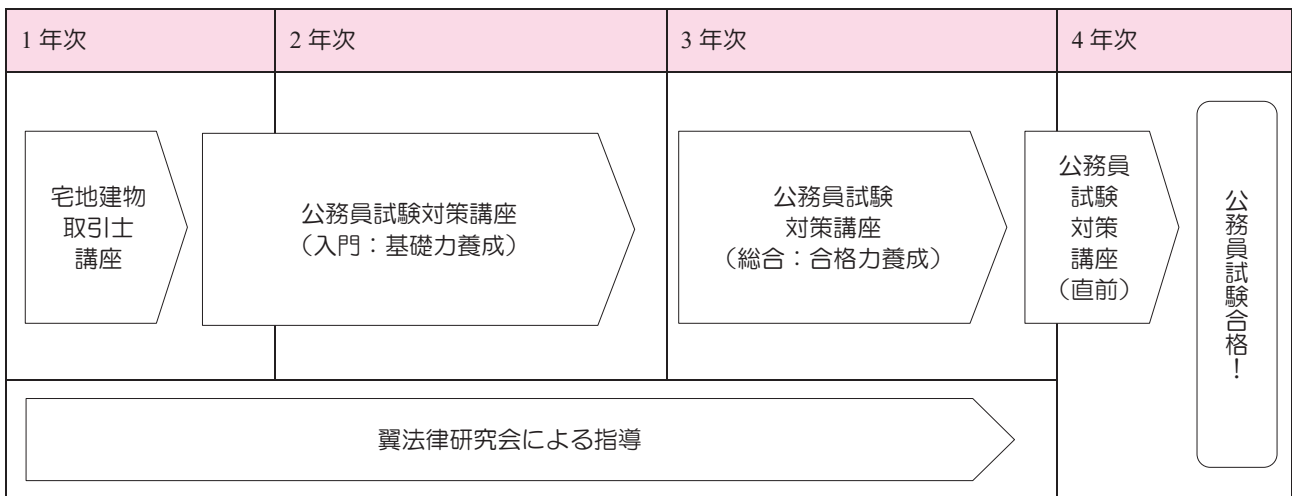 1 年次
2 年次
3 年次
4 年次
宅地建物
取引士
講座
公務員試験対策講座
（入門：基礎力養成）
公務員試験
対策講座
（総合：合格力養成）
公務員
試験
対策
講座
（直前）
公務員試験合格！
翼法律研究会による指導